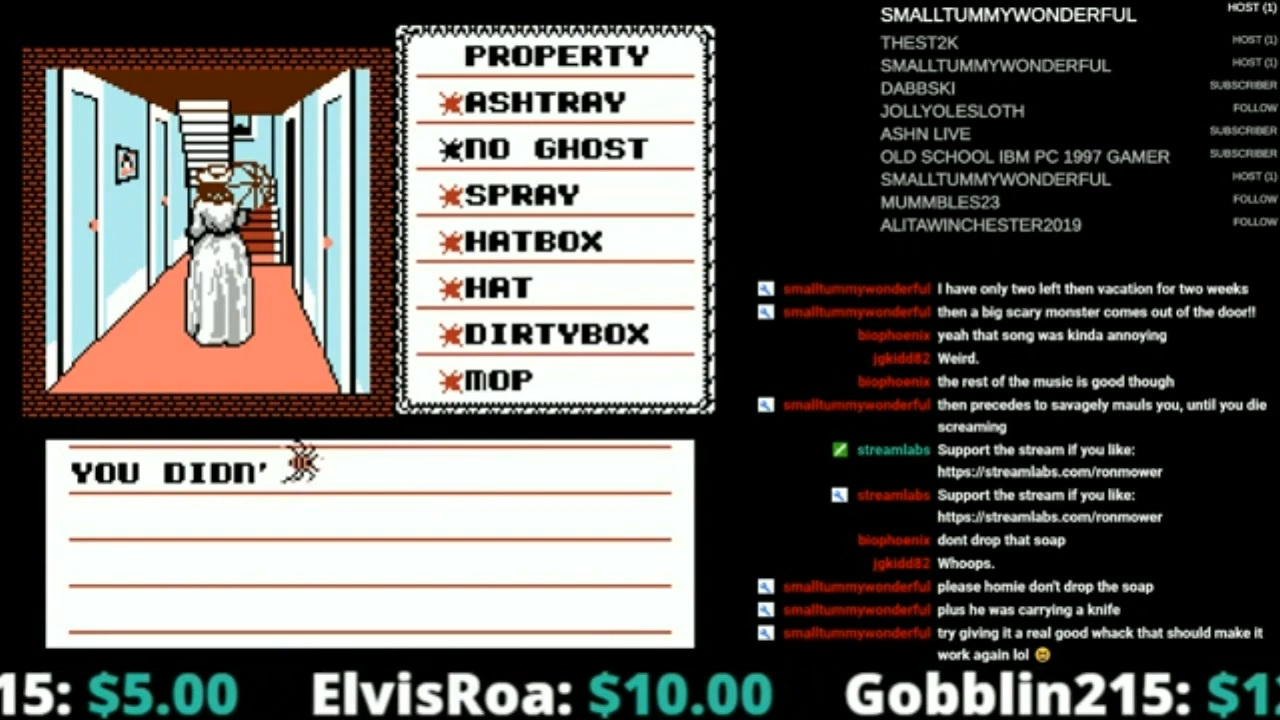 PROPERTY
ASHTRAY
NO GHOST
SPRAY
HATBOX
HAT
DIRTYBOX
MOP
YOU DIDN'
SMALLTUMMYWONDERFUL HOST (1)
THEST2K HOST (1)
SMALLTUMMYWONDERFUL HOST (1)
DABBSKI SUBSCRIBER
JOLLYOLESLOTH FOLLOW
ASHN LIVE SUBSCRIBER
OLD SCHOOL IBM PC 1997 GAMER SUBSCRIBER
SMALLTUMMYWONDERFUL HOST (1)
MUMMBLES23 FOLLOW
ALITAWINCHESTER2019 FOLLOW
smalltummywonderful I have only two left then vacation for two weeks
smalltummywonderful then a big scary monster comes out of the door!!
biophoenix yeah that song was kinda annoying
jgkidd82 Weird.
biophoenix the rest of the music is good though
smalltummywonderful then precedes to savagely mauls you, until you die
screaming
streamlabs Support the stream if you like:
https://streamlabs.com/ronmower
streamlabs Support the stream if you like:
https://streamlabs.com/ronmower
biophoenix dont drop that soap
jgkidd82 Whoops.
smalltummywonderful please homie don't drop the soap
smalltummywonderful plus he was carrying a knife
smalltummywonderful try giving it a real good whack that should make it
work again lol
15: $5.00 ElvisRoa: $10.00 Gobblin215: $1